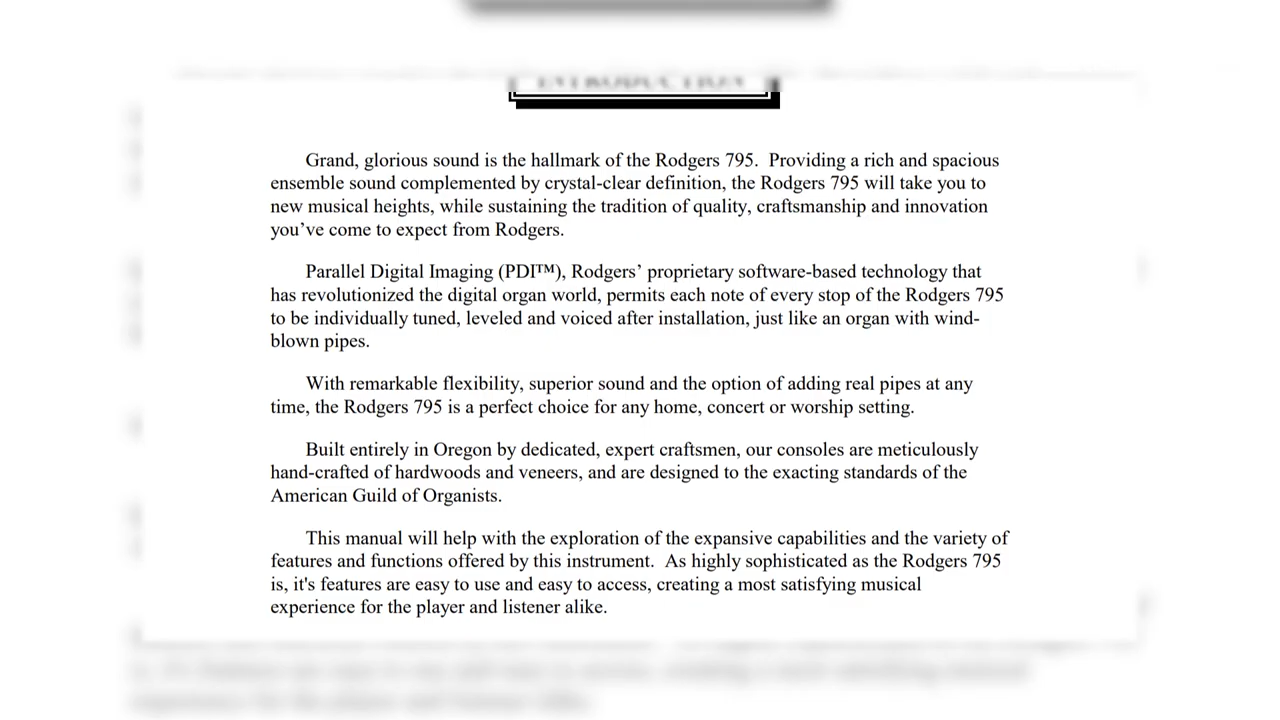 INTRODUCTION
Grand, glorious sound is the hallmark of the Rodgers 795.  Providing a rich and spacious
ensemble sound complemented by crystal-clear definition, the Rodgers 795 will take you to
new musical heights, while sustaining the tradition of quality, craftsmanship and innovation
you’ve come to expect from Rodgers.
Parallel Digital Imaging (PDI™), Rodgers’ proprietary software-based technology that
has revolutionized the digital organ world, permits each note of every stop of the Rodgers 795
to be individually tuned, leveled and voiced after installation, just like an organ with wind-
blown pipes.
With remarkable flexibility, superior sound and the option of adding real pipes at any
time, the Rodgers 795 is a perfect choice for any home, concert or worship setting.
Built entirely in Oregon by dedicated, expert craftsmen, our consoles are meticulously
hand-crafted of hardwoods and veneers, and are designed to the exacting standards of the
American Guild of Organists.
This manual will help with the exploration of the expansive capabilities and the variety of
features and functions offered by this instrument.  As highly sophisticated as the Rodgers 795
is, it's features are easy to use and easy to access, creating a most satisfying musical
experience for the player and listener alike.